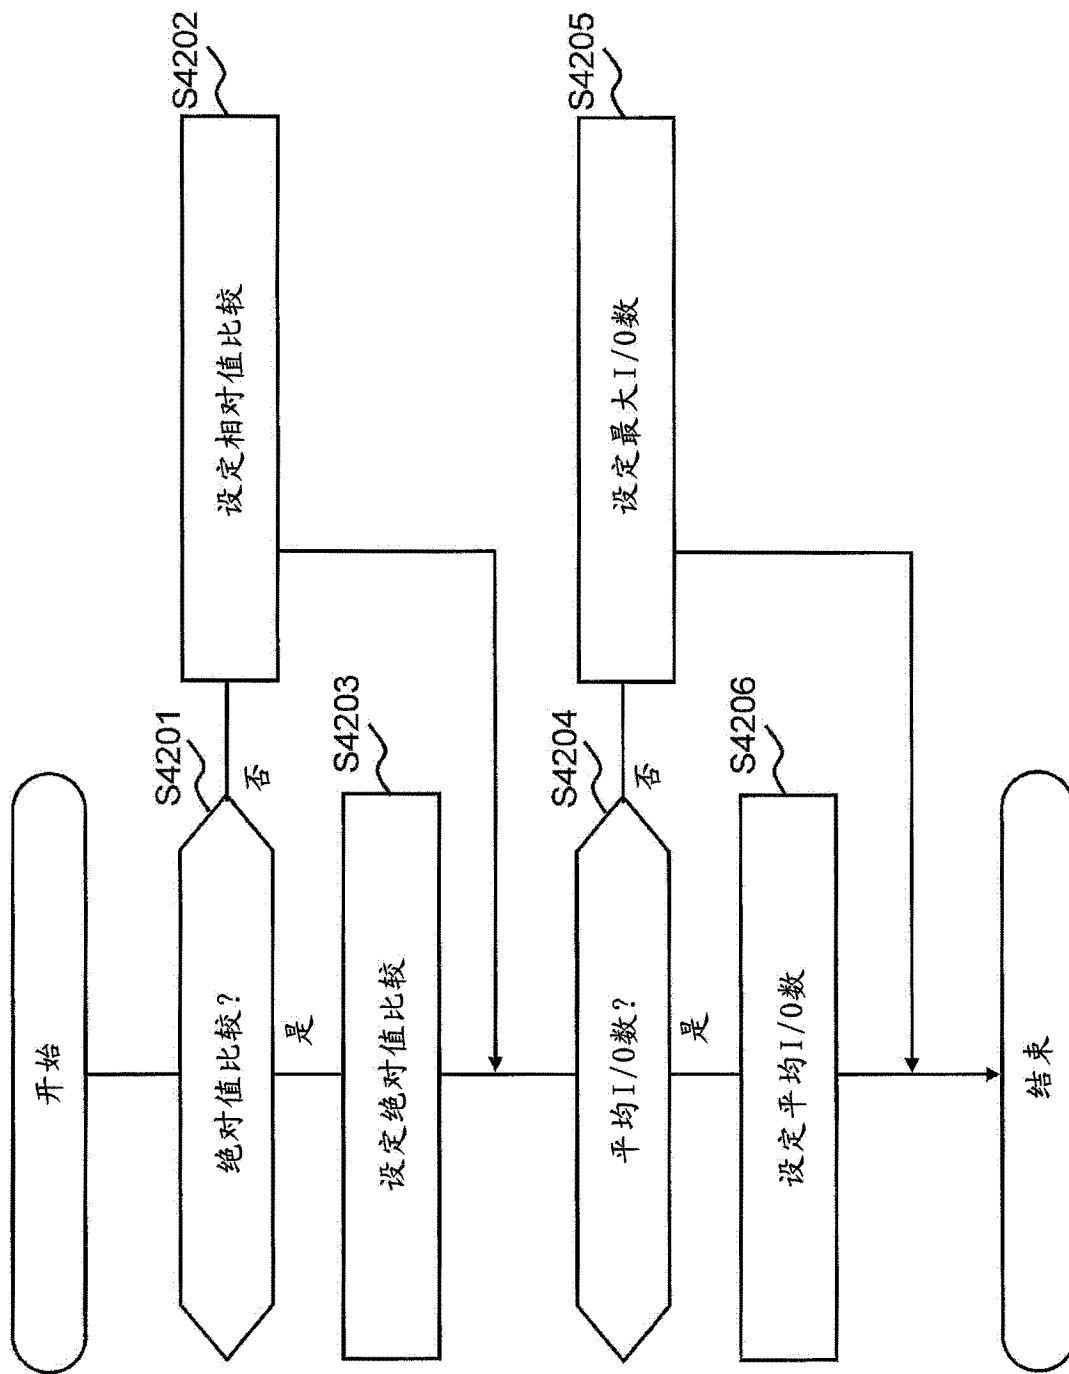 开始
S4201
绝对值比较?
否
S4202
设定相对值比较
是
S4203
设定绝对值比较
S4204
平均I/O数?
否
S4205
设定最大I/O数
是
S4206
设定平均I/O数
结束